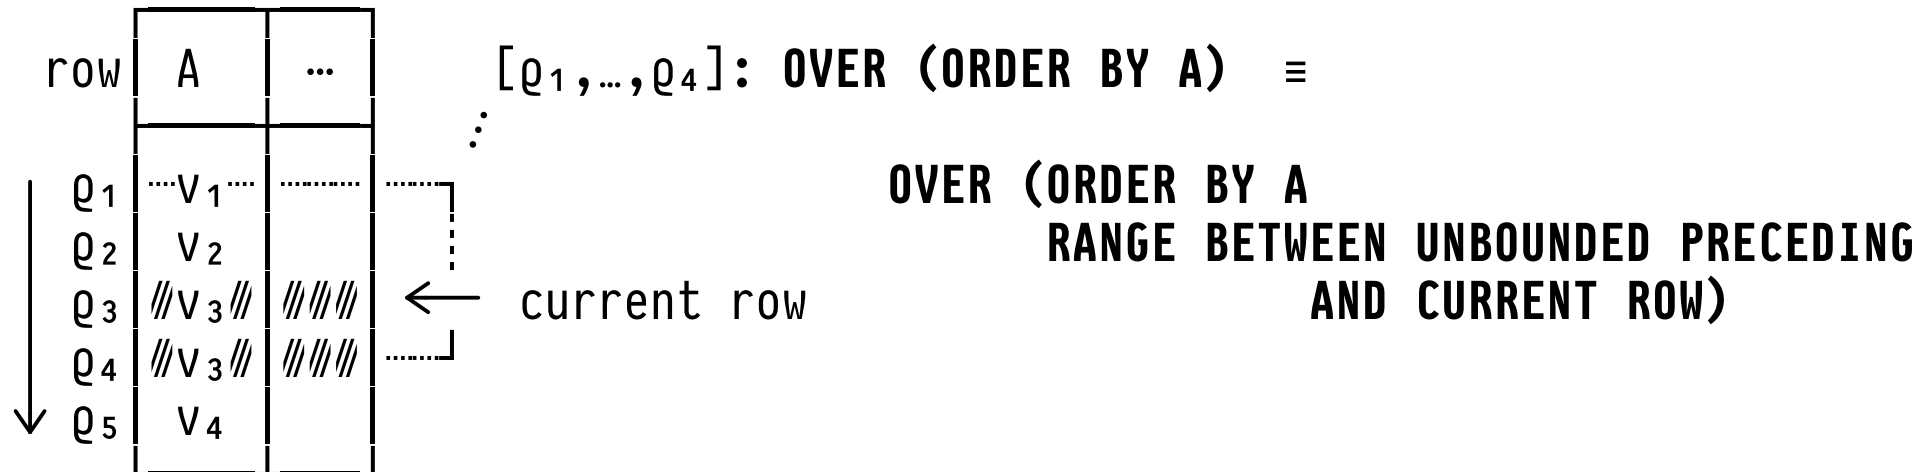 row A … [ϱ₁,…,ϱ₄]: OVER (ORDER BY A) ≡
ϱ₁ v₁ OVER (ORDER BY A
ϱ₂ v₂ RANGE BETWEEN UNBOUNDED PRECEDING
ϱ₃ v₃ current row AND CURRENT ROW)
ϱ₄ v₃
ϱ₅ v₄